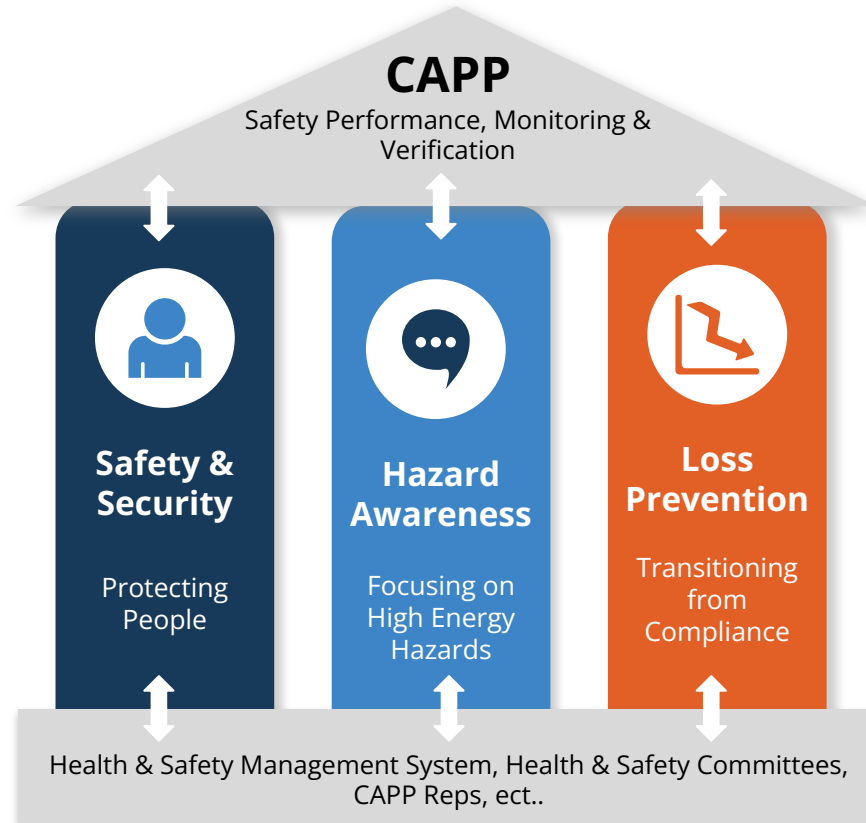 CAPP
Safety Performance, Monitoring &
Verification
Safety &
Security
Protecting
People
Hazard
Awareness
Focusing on
High Energy
Hazards
Loss
Prevention
Transitioning
from
Compliance
Health & Safety Management System, Health & Safety Committees,
CAPP Reps, ect..